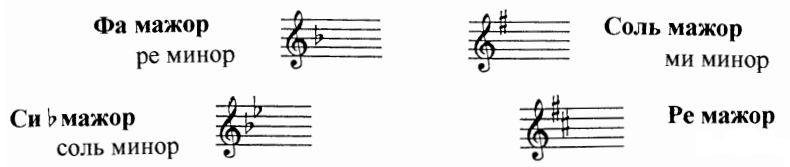 Фа мажор
ре минор
Соль мажор
ми минор
Си ♭ мажор
соль минор
Ре мажор